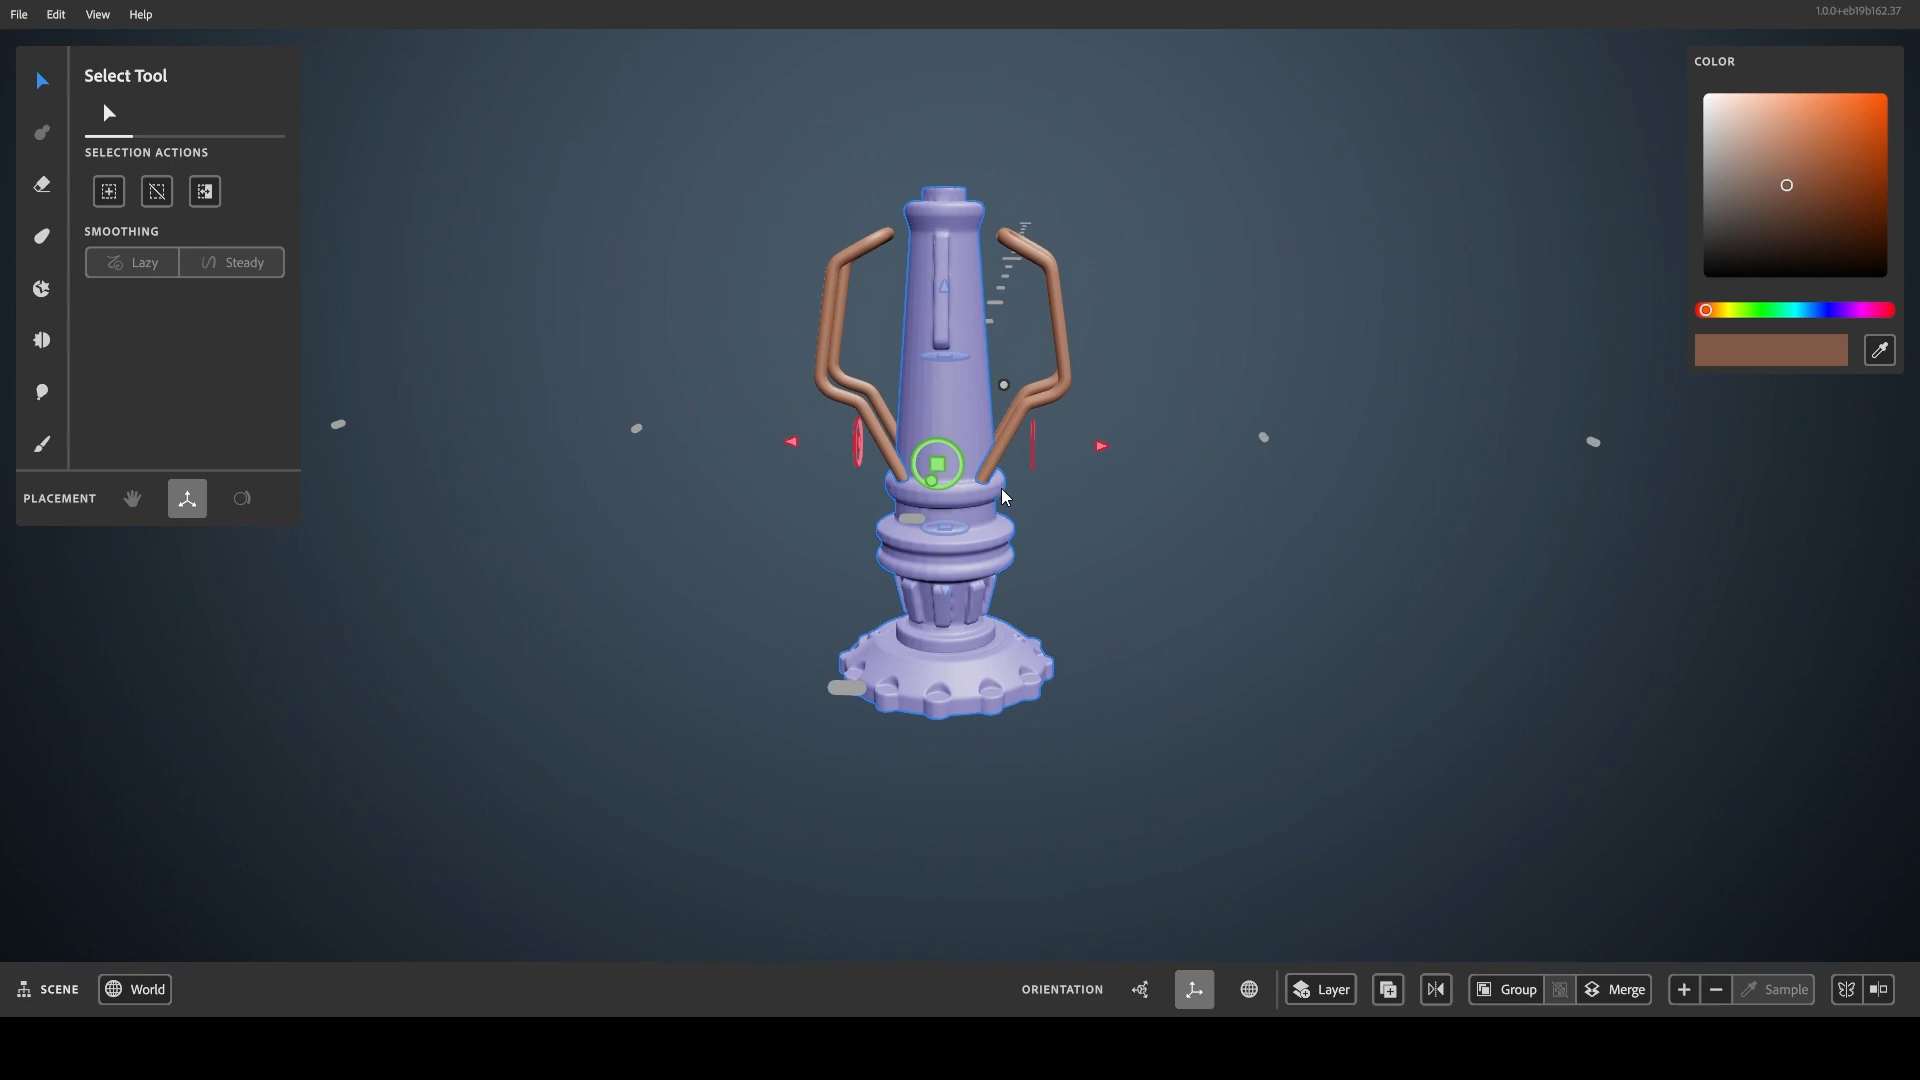 File Edit View Help
1.0.0+eb19b162.37
Select Tool
SELECTION ACTIONS
SMOOTHING
Lazy Steady
PLACEMENT
COLOR
SCENE World
ORIENTATION Layer Group Merge Sample